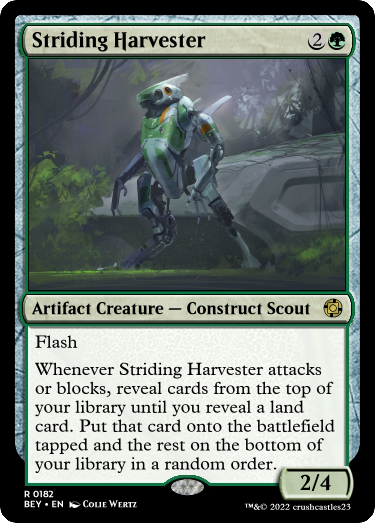 Striding Harvester 2
Artifact Creature — Construct Scout
Flash
Whenever Striding Harvester attacks
or blocks, reveal cards from the top of
your library until you reveal a land
card. Put that card onto the battlefield
tapped and the rest on the bottom of
your library in a random order.
2/4
R 0182
BEY • EN Colie Wertz
™&© 2022 crushcastles23